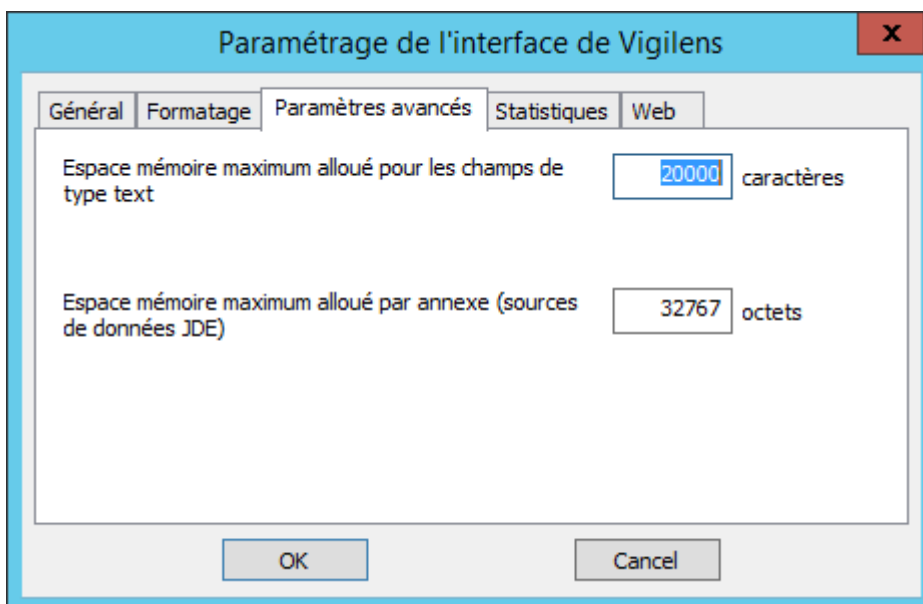 Paramétrage de l'interface de Vigilens
x
Général Formatage Paramètres avancés Statistiques Web
Espace mémoire maximum alloué pour les champs de
type text
20000 caractères
Espace mémoire maximum alloué par annexe (sources
de données JDE)
32767 octets
OK Cancel